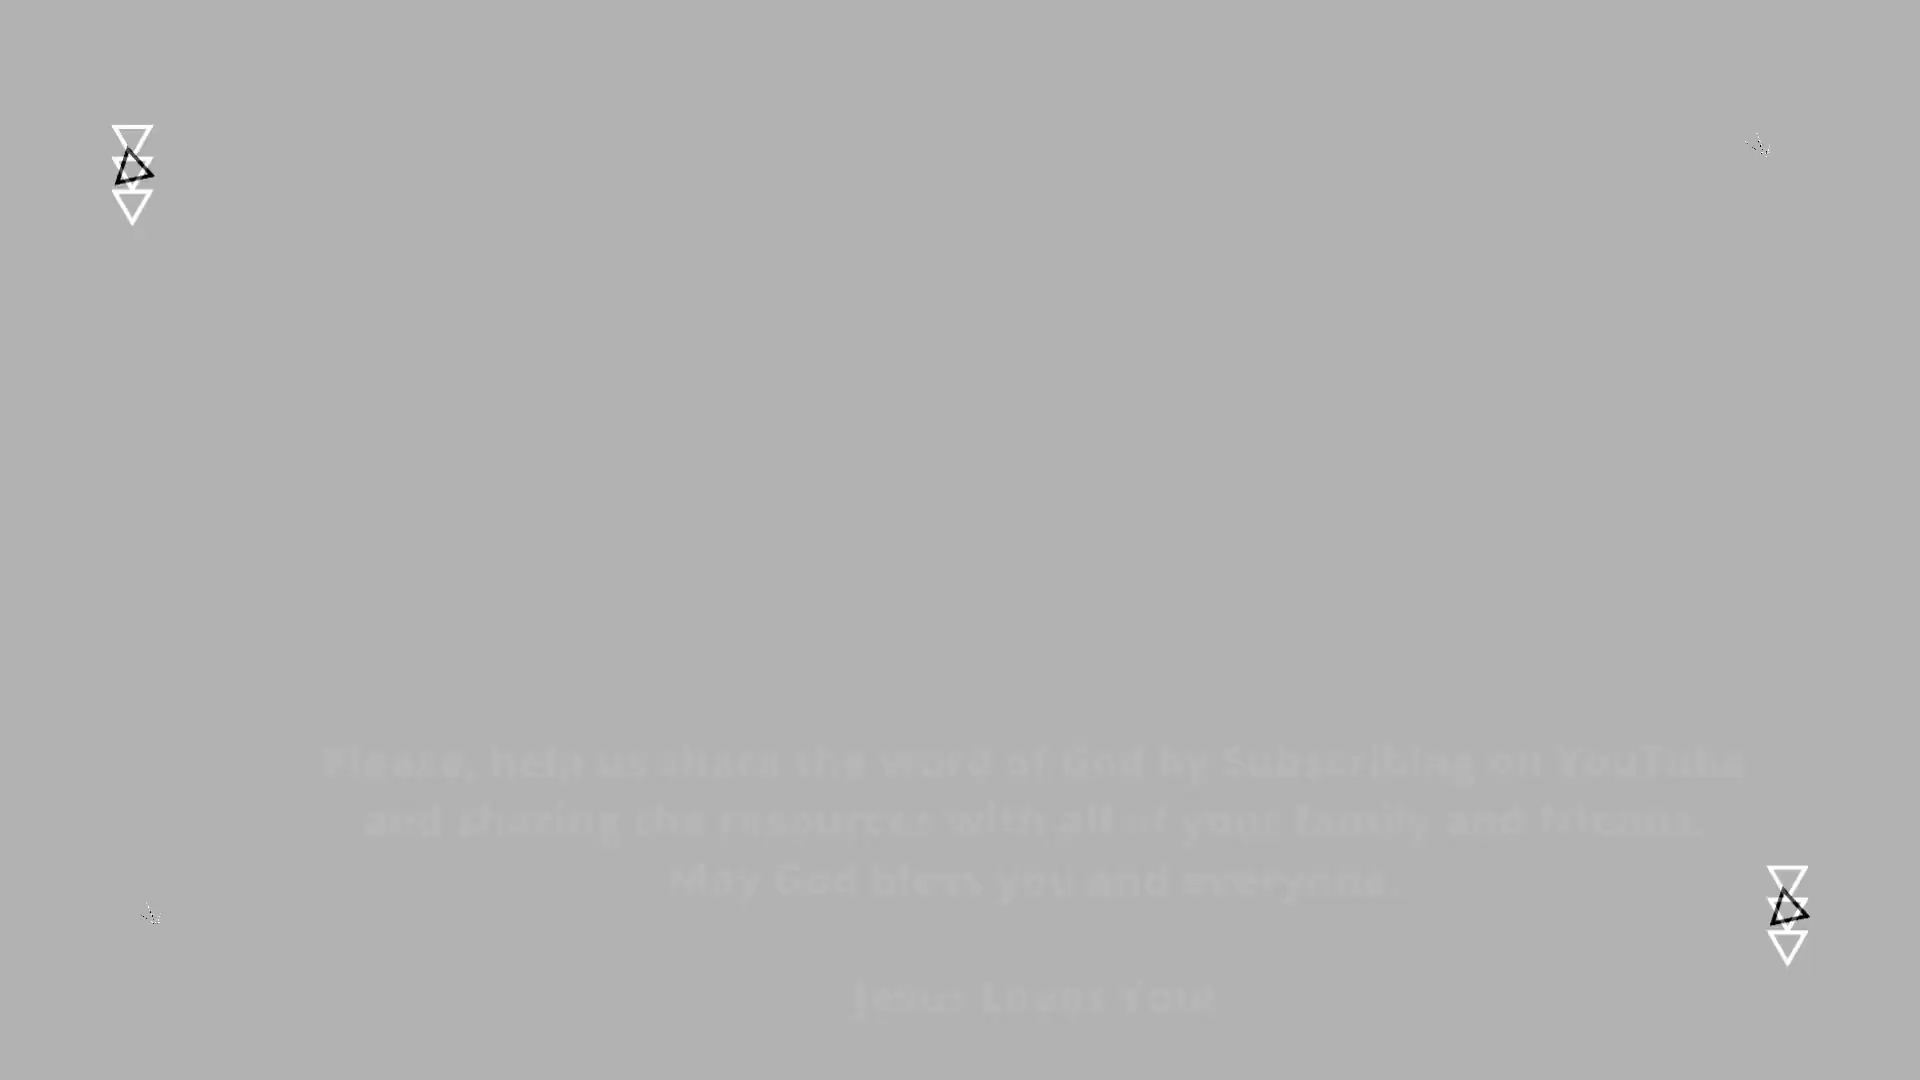 Please, help us share the word of God by Subscribing on YouTube
and sharing the resources with all of your family and friends.
May God bless you and everyone.
Jesus Loves You!